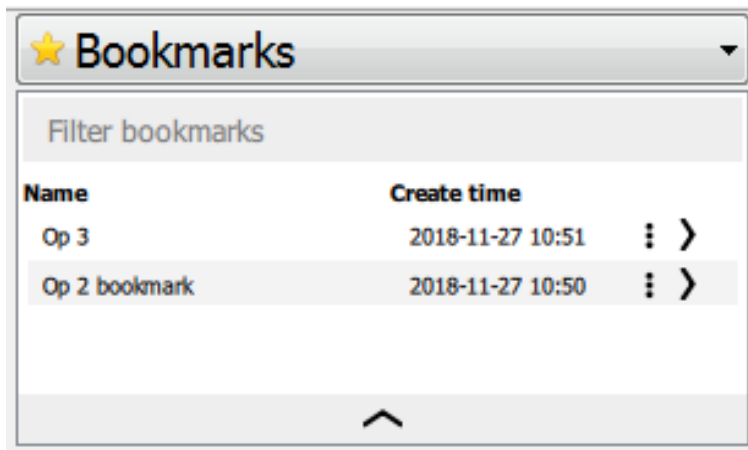 Bookmarks
Filter bookmarks
Name Create time
Op 3 2018-11-27 10:51
Op 2 bookmark 2018-11-27 10:50